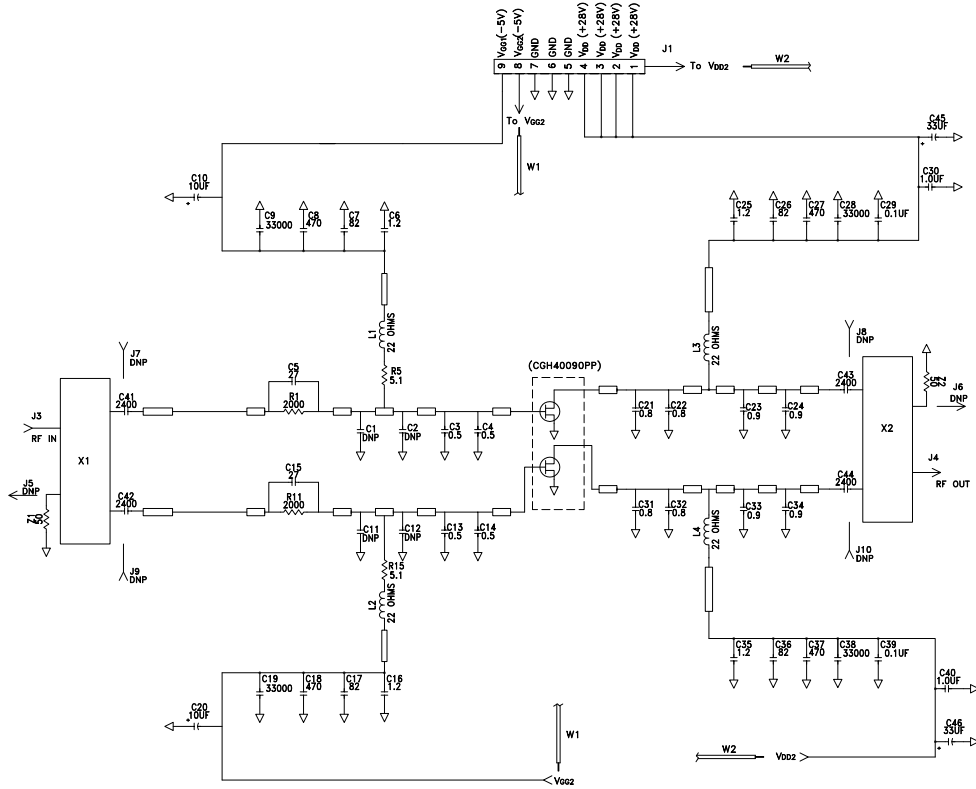 VGG1(-5V)
VGG2(-5V)
GND
GND
GND
VDD (+28V)
VDD (+28V)
VDD (+28V)
VDD (+28V)
9
8
7
6
5
4
3
2
1
J1
To VDD2
W2
To VGG2
W1
C45
33UF
+
C30
1.0UF
C10
10UF
+
C9
33000
C8
470
C7
82
C6
1.2
C25
1.2
C26
82
C27
470
C28
33000
C29
0.1UF
L1
22 OHMS
R5
5.1
L3
22 OHMS
(CGH40090PP)
J7
DNP
J8
DNP
C5
27
R1
2000
C41
2400
C43
2400
Z2
50
J6
DNP
J3
RF IN
X1
C1
DNP
C2
DNP
C3
0.5
C4
0.5
C21
0.8
C22
0.8
C23
0.9
C24
0.9
X2
J4
RF OUT
J5
DNP
Z1
50
C42
2400
C15
27
R11
2000
C44
2400
C11
DNP
C12
DNP
C13
0.5
C14
0.5
C31
0.8
C32
0.8
C33
0.9
C34
0.9
J9
DNP
J10
DNP
R15
5.1
L2
22 OHMS
L4
22 OHMS
C19
33000
C18
470
C17
82
C16
1.2
C35
1.2
C36
82
C37
470
C38
33000
C39
0.1UF
C20
10UF
+
C40
1.0UF
C46
33UF
+
W1
W2
VDD2
VGG2